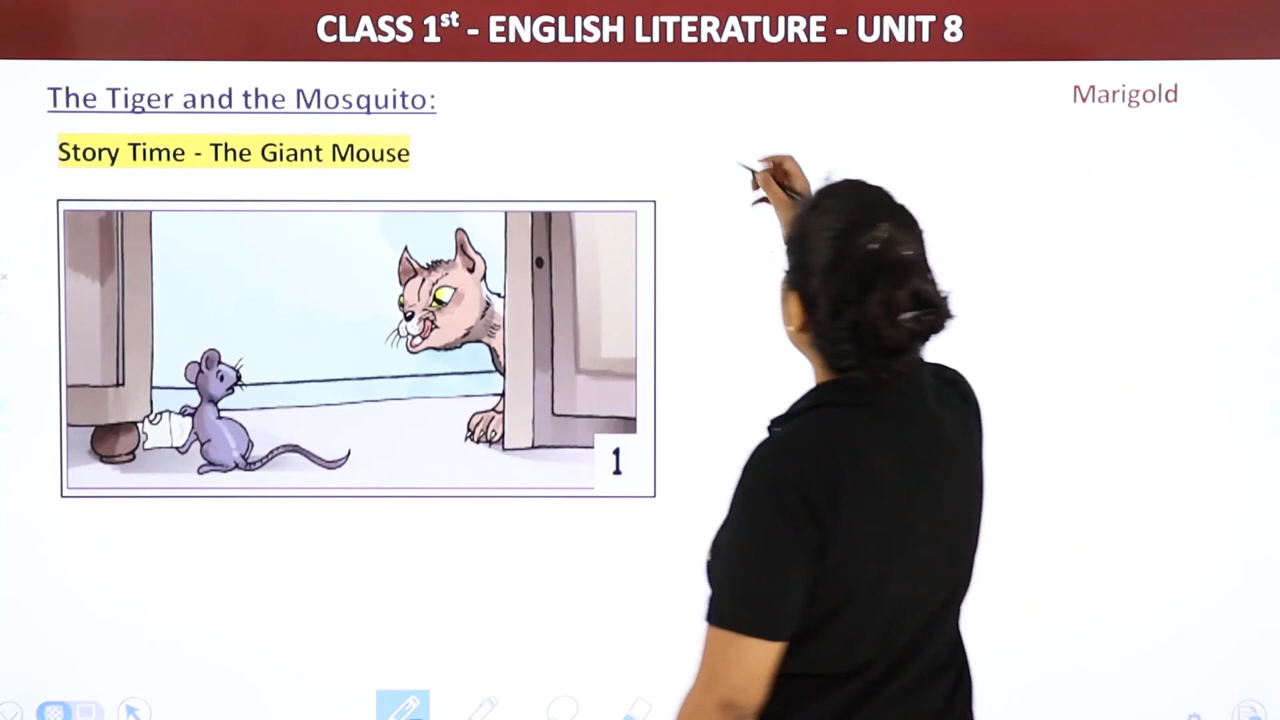 CLASS 1st - ENGLISH LITERATURE - UNIT 8
The Tiger and the Mosquito:
Marigold
Story Time - The Giant Mouse
1